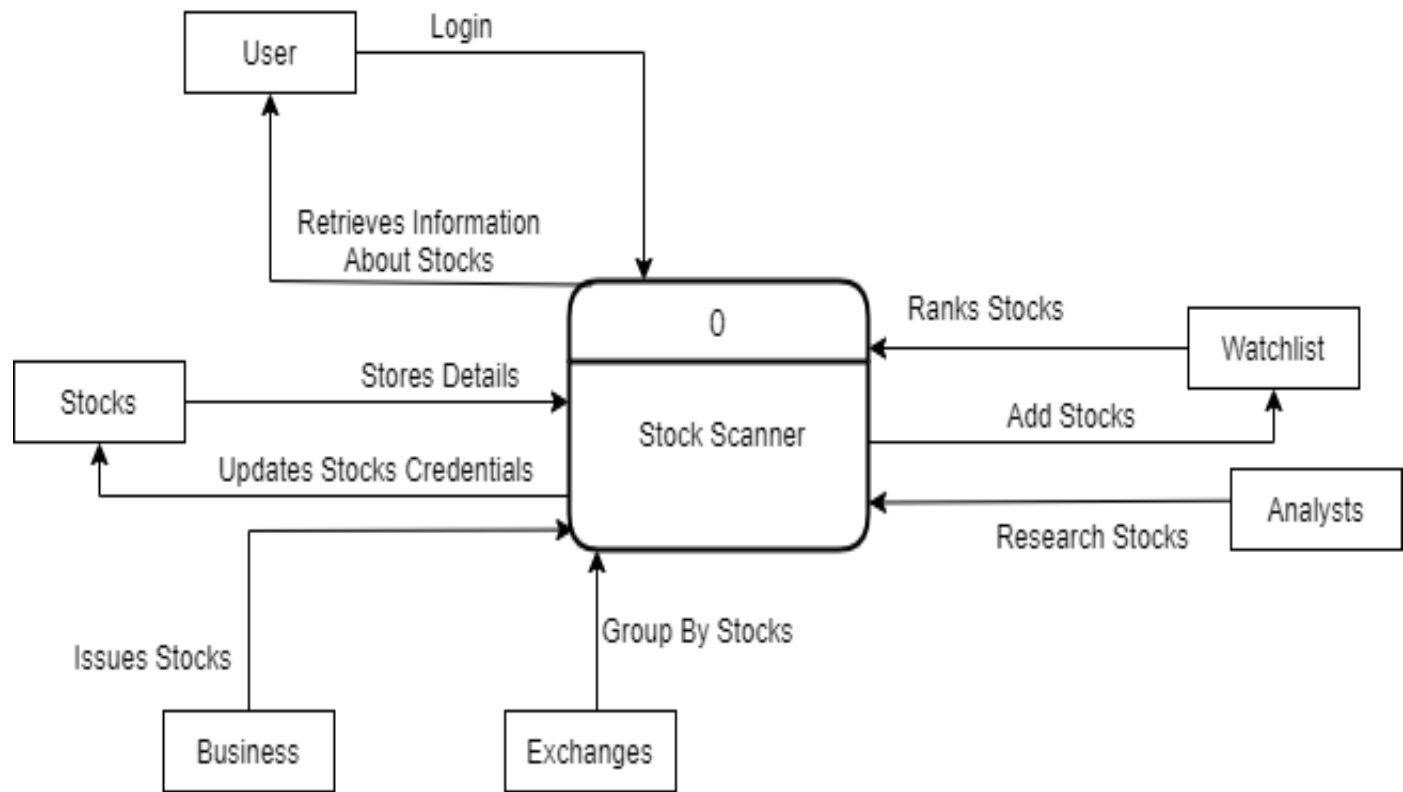 Login
User
Retrieves Information
About Stocks
0
Ranks Stocks
Watchlist
Stores Details
Stocks
Add Stocks
Stock Scanner
Updates Stocks Credentials
Analysts
Research Stocks
Group By Stocks
Issues Stocks
Business
Exchanges